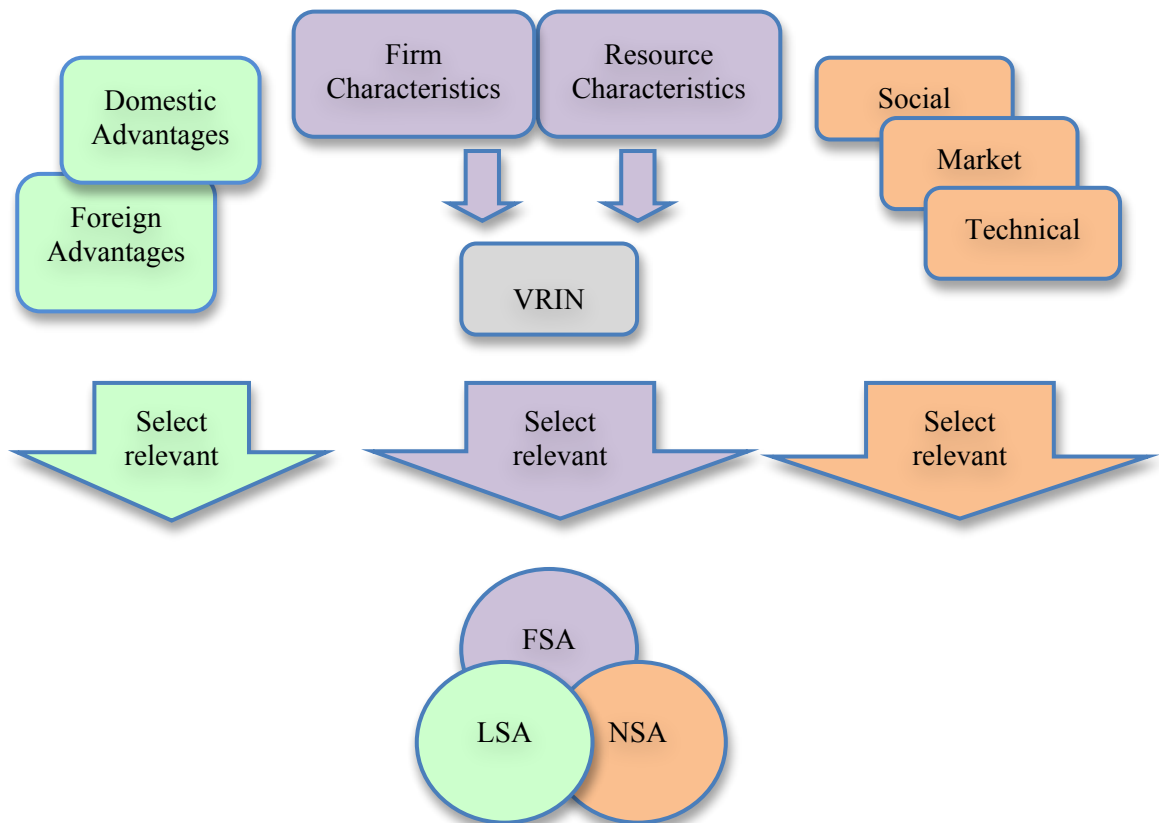 Domestic
Advantages
Foreign
Advantages
Firm
Characteristics
Resource
Characteristics
VRIN
Social
Market
Technical
Select
relevant
Select
relevant
Select
relevant
FSA
LSA
NSA